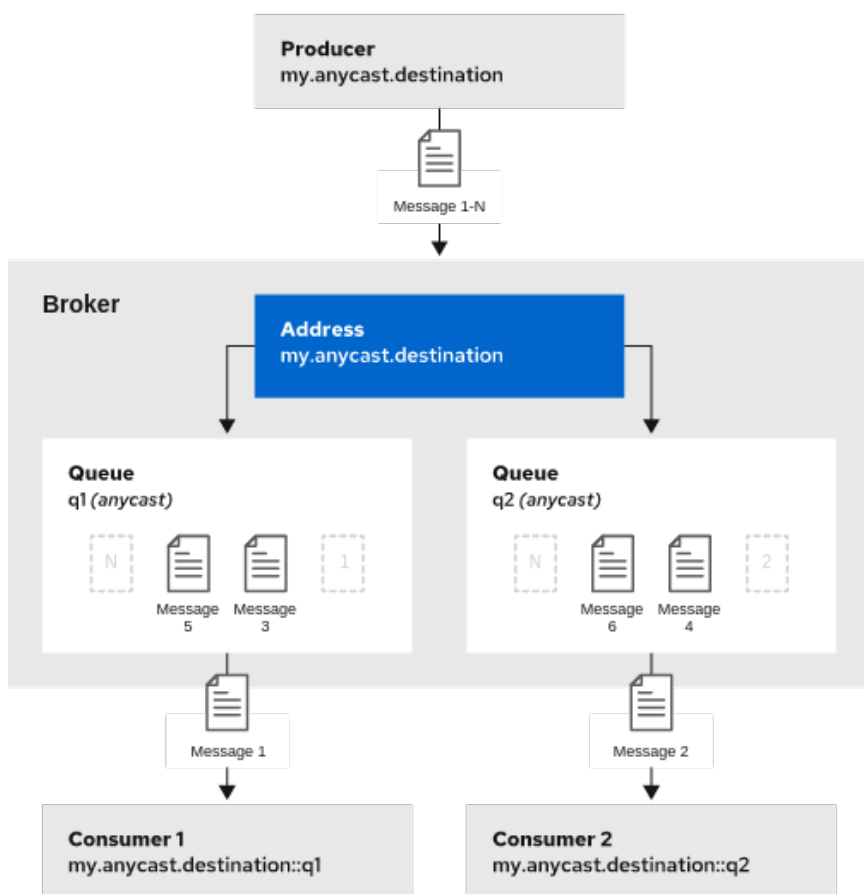 Producer
my.anycast.destination
Message 1-N
Broker
Address
my.anycast.destination
Queue
q1 (anycast)
N
1
Message
5
Message
3
Queue
q2 (anycast)
N
2
Message
6
Message
4
Message 1
Message 2
Consumer 1
my.anycast.destination::q1
Consumer 2
my.anycast.destination::q2